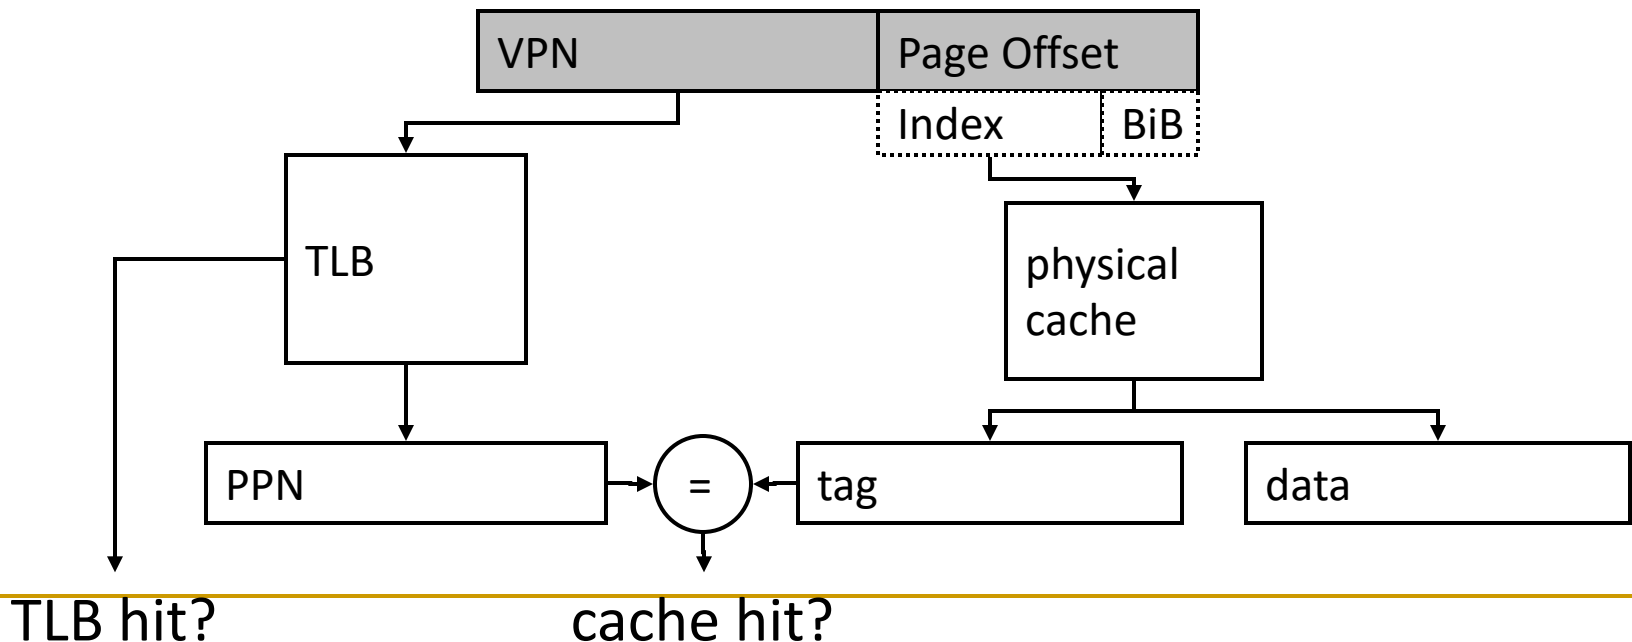 VPN
Page Offset
Index
BiB
TLB
physical
cache
PPN
=
tag
data
TLB hit?
cache hit?